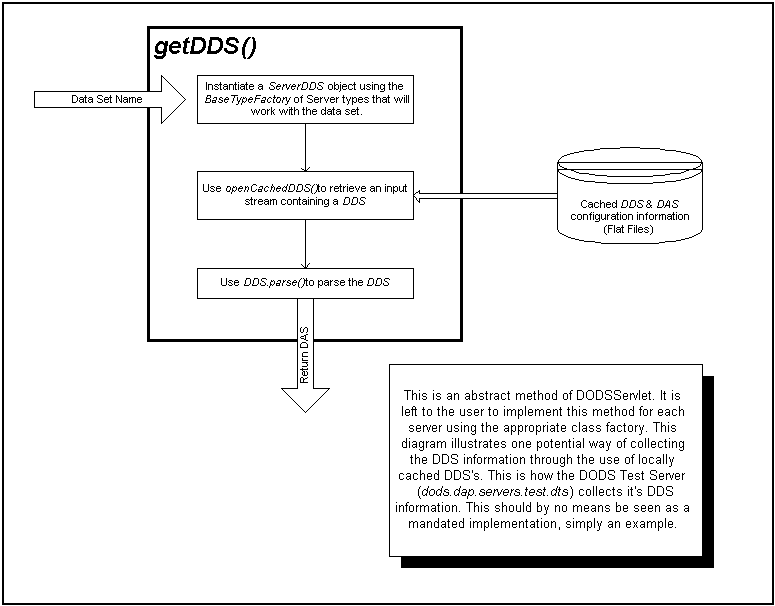 getDDS()
Data Set Name
Instantiate a ServerDDS object using the
BaseTypeFactory of Server types that will
work with the data set.
Use openCachedDDS()to retrieve an input
stream containing a DDS
Cached DDS & DAS
configuration information
(Flat Files)
Use DDS.parse()to parse the DDS
Return DAS
This is an abstract method of DODSServlet. It is
left to the user to implement this method for each
server using the appropriate class factory. This
diagram illustrates one potential way of collecting
the DDS information through the use of locally
cached DDS's. This is how the DODS Test Server
(dods.dap.servers.test.dts) collects it's DDS
information. This should by no means be seen as a
mandated implementation, simply an example.